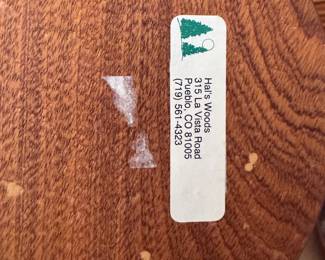 Hal's Woods
315 La Vista Road
Pueblo, CO 81005
(719) 561-4323